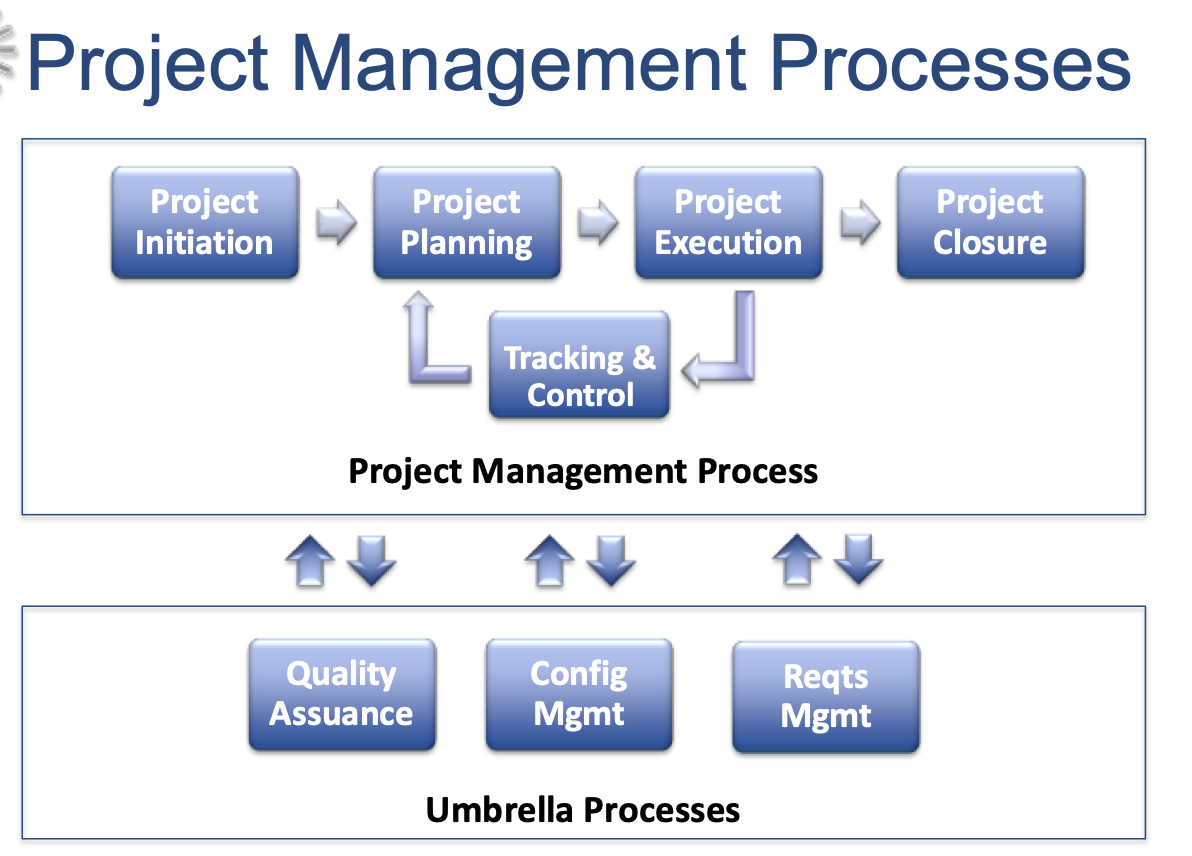 Project Management Processes
Project
Initiation
Project
Planning
Project
Execution
Project
Closure
Tracking &
Control
Project Management Process
Quality
Assuance
Config
Mgmt
Reqts
Mgmt
Umbrella Processes